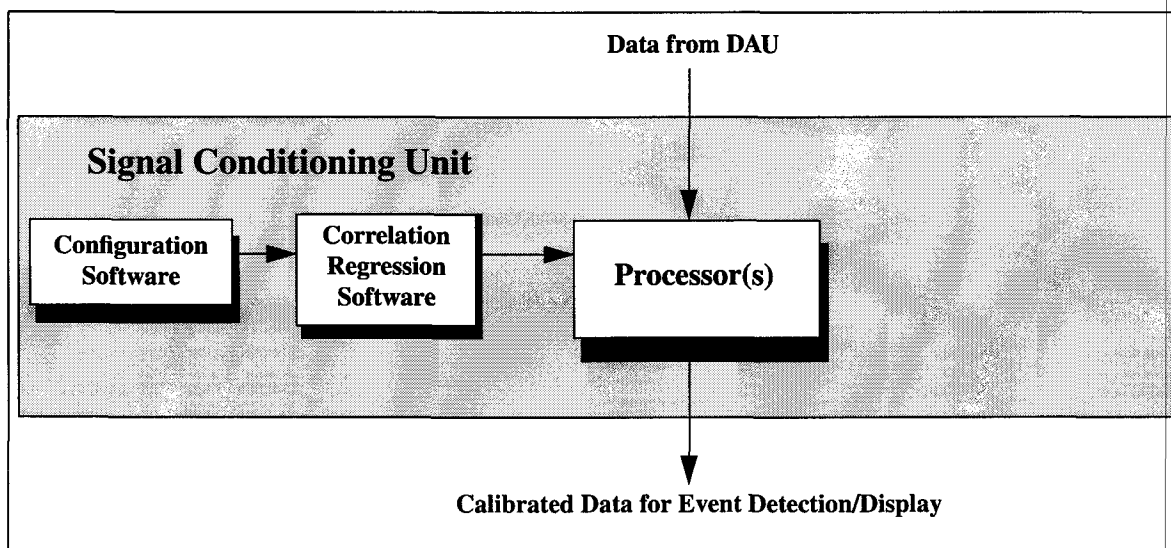 Data from DAU
Signal Conditioning Unit
Configuration
Software
Correlation
Regression
Software
Processor(s)
Calibrated Data for Event Detection/Display